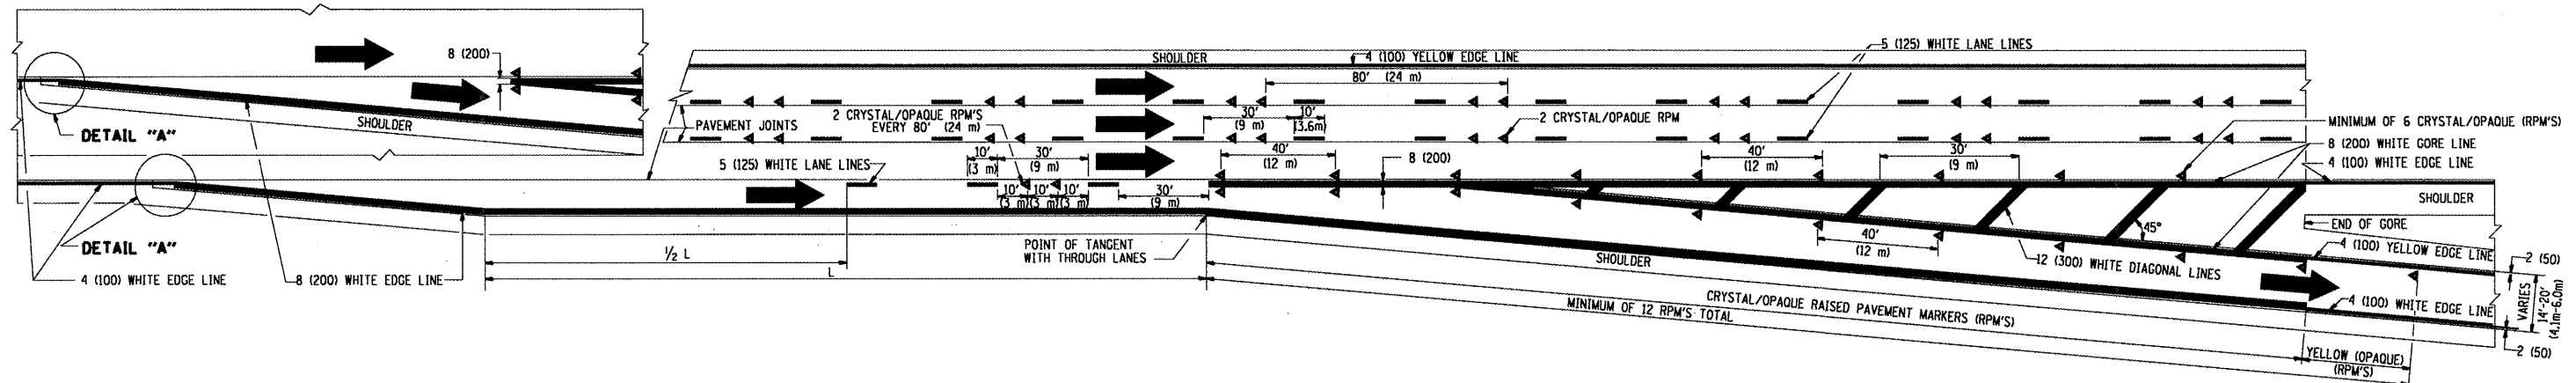 8 (200)
SHOULDER
DETAIL "A"
SHOULDER
4 (100) YELLOW EDGE LINE
5 (125) WHITE LANE LINES
80' (24 m)
2 CRYSTAL/OPAQUE RPM'S
EVERY 80' (24 m)
PAVEMENT JOINTS
30'
(9 m)
10'
(3.6m)
2 CRYSTAL/OPAQUE RPM
MINIMUM OF 6 CRYSTAL/OPAQUE (RPM'S)
8 (200) WHITE GORE LINE
4 (100) WHITE EDGE LINE
5 (125) WHITE LANE LINES
10'
(3 m)
30'
(9 m)
40'
(12 m)
8 (200)
40'
(12 m)
30'
(9 m)
10'
(3 m)
10'
(3 m)
10'
(3 m)
30'
(9 m)
SHOULDER
END OF GORE
45°
DETAIL "A"
4 (100) WHITE EDGE LINE
8 (200) WHITE EDGE LINE
1/2 L
L
POINT OF TANGENT
WITH THROUGH LANES
SHOULDER
40'
(12 m)
12 (300) WHITE DIAGONAL LINES
4 (100) YELLOW EDGE LINE
2 (50)
VARIES
14'-20'
(4.1m-6.0m)
4 (100) WHITE EDGE LINE
2 (50)
CRYSTAL/OPAQUE RAISED PAVEMENT MARKERS (RPM'S)
MINIMUM OF 12 RPM'S TOTAL
YELLOW (OPAQUE)
(RPM'S)